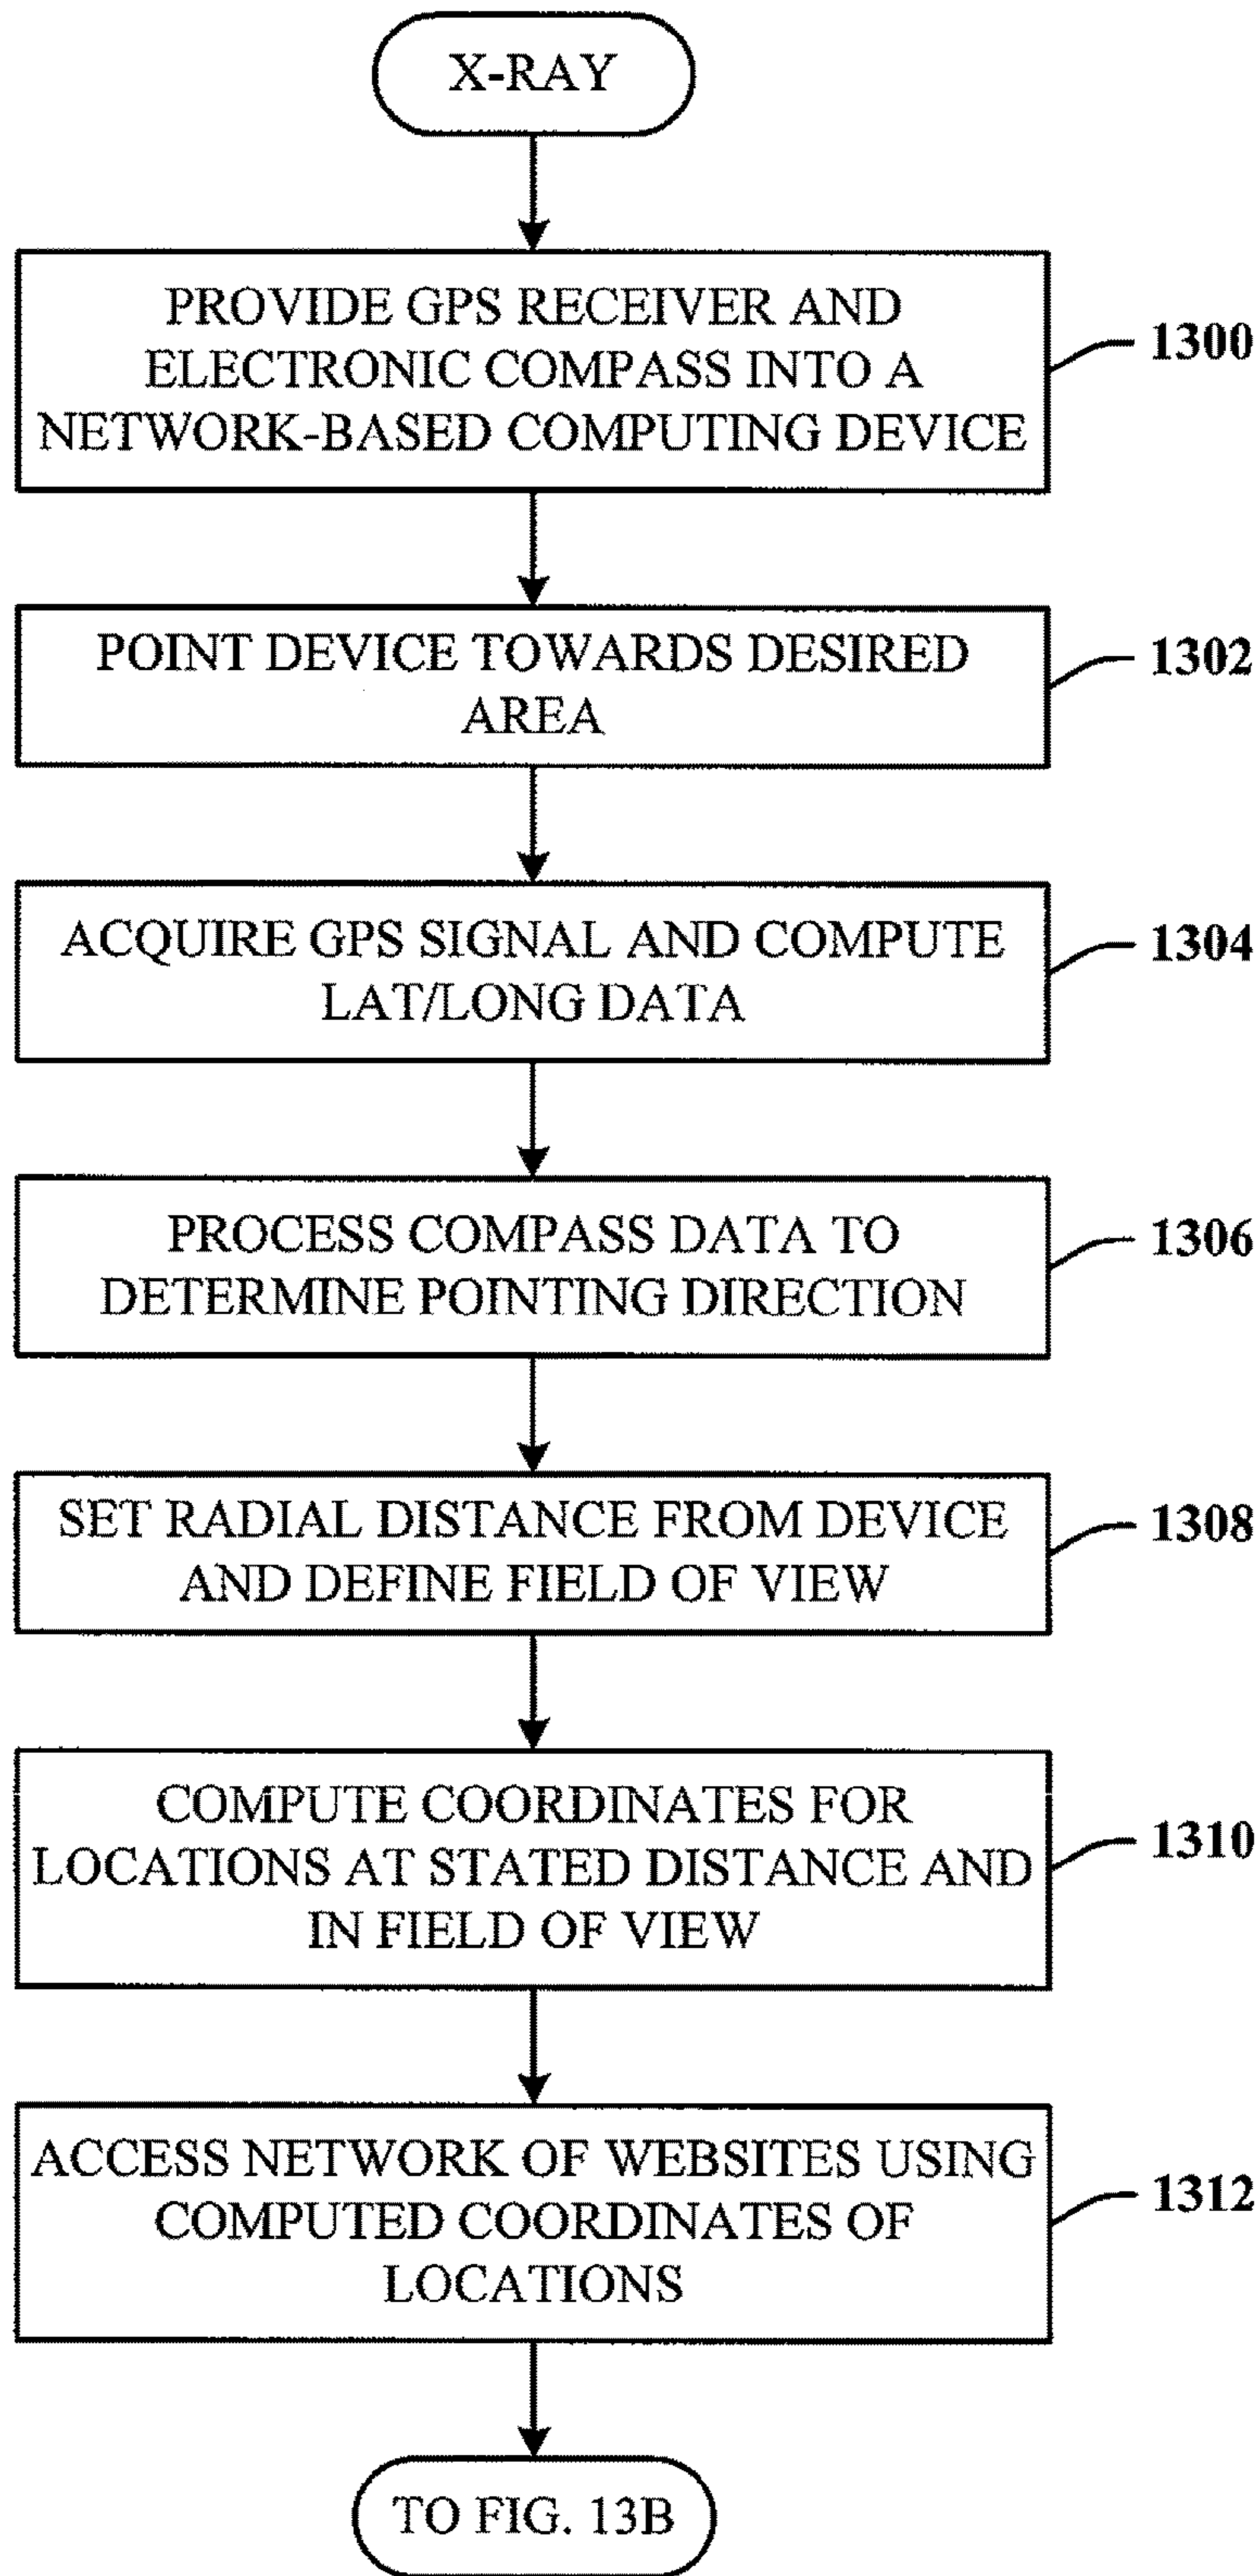 X-RAY
PROVIDE GPS RECEIVER AND
ELECTRONIC COMPASS INTO A
NETWORK-BASED COMPUTING DEVICE
1300
POINT DEVICE TOWARDS DESIRED
AREA
1302
ACQUIRE GPS SIGNAL AND COMPUTE
LAT/LONG DATA
1304
PROCESS COMPASS DATA TO
DETERMINE POINTING DIRECTION
1306
SET RADIAL DISTANCE FROM DEVICE
AND DEFINE FIELD OF VIEW
1308
COMPUTE COORDINATES FOR
LOCATIONS AT STATED DISTANCE AND
IN FIELD OF VIEW
1310
ACCESS NETWORK OF WEBSITES USING
COMPUTED COORDINATES OF
LOCATIONS
1312
TO FIG. 13B